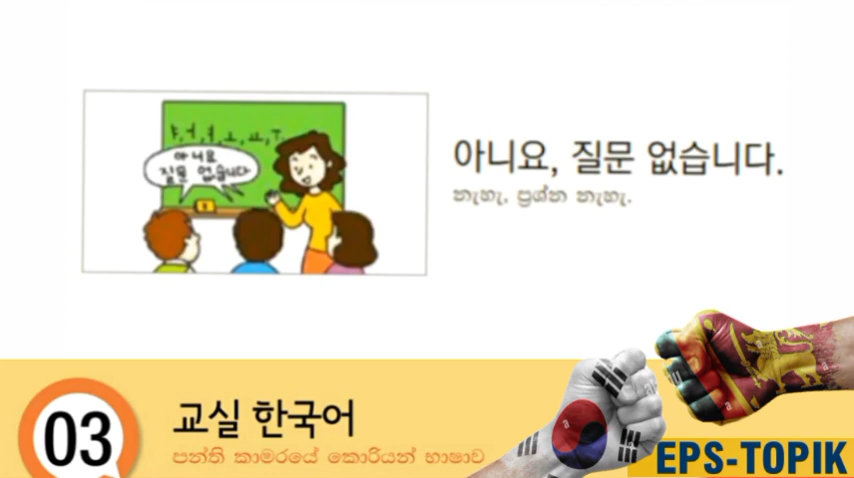 아니요
질문 없습니다
아니요, 질문 없습니다.
නැහැ, ප්‍රශ්න නැහැ.
03
교실 한국어
පන්ති කාමරයේ කොරියන් භාෂාව
EPS-TOPIK